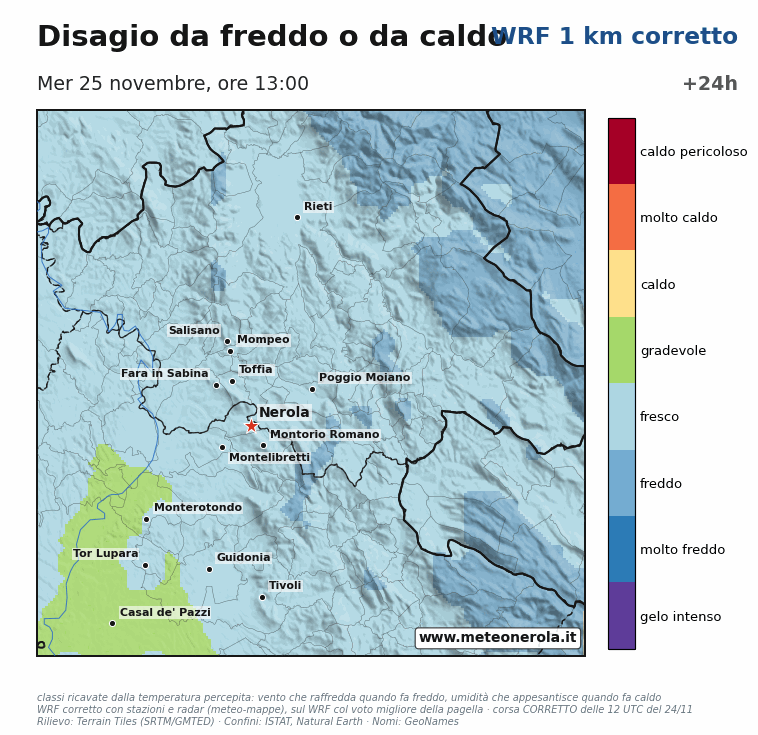 Disagio da freddo o da caldo
WRF 1 km corretto
Mer 25 novembre, ore 13:00
+24h
caldo pericoloso
molto caldo
caldo
gradevole
fresco
freddo
molto freddo
gelo intenso
Rieti
Salisano
Mompeo
Toffia
Fara in Sabina
Poggio Moiano
Nerola
Montorio Romano
Montelibretti
Monterotondo
Tor Lupara
Guidonia
Tivoli
Casal de' Pazzi
www.meteonerola.it
classi ricavate dalla temperatura percepita: vento che raffredda quando fa freddo, umidità che appesantisce quando fa caldo
WRF corretto con stazioni e radar (meteo-mappe), sul WRF col voto migliore della pagella · corsa CORRETTO delle 12 UTC del 24/11
Rilievo: Terrain Tiles (SRTM/GMTED) · Confini: ISTAT, Natural Earth · Nomi: GeoNames